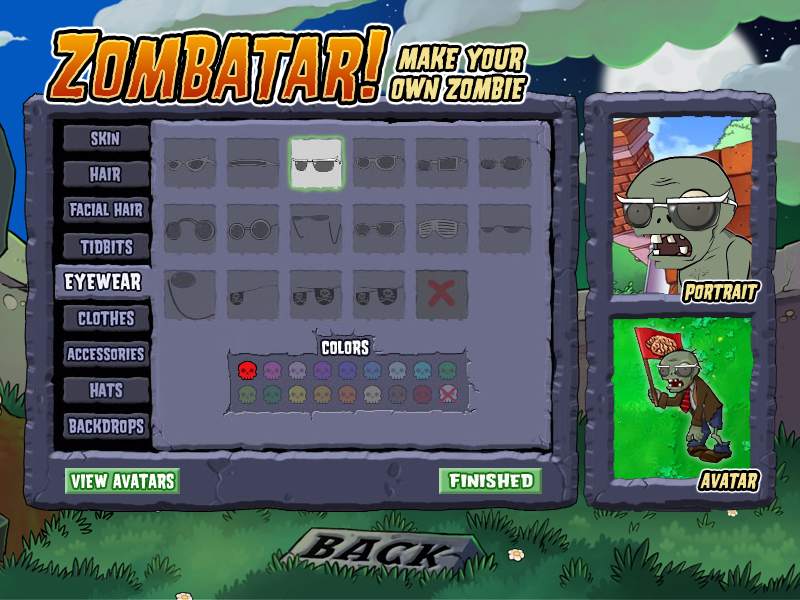 ZOMBATAR!
MAKE YOUR
OWN ZOMBIE
SKIN
HAIR
FACIAL HAIR
TIDBITS
EYEWEAR
CLOTHES
ACCESSORIES
HATS
BACKDROPS
COLORS
VIEW AVATARS
FINISHED
PORTRAIT
AVATAR
BACK